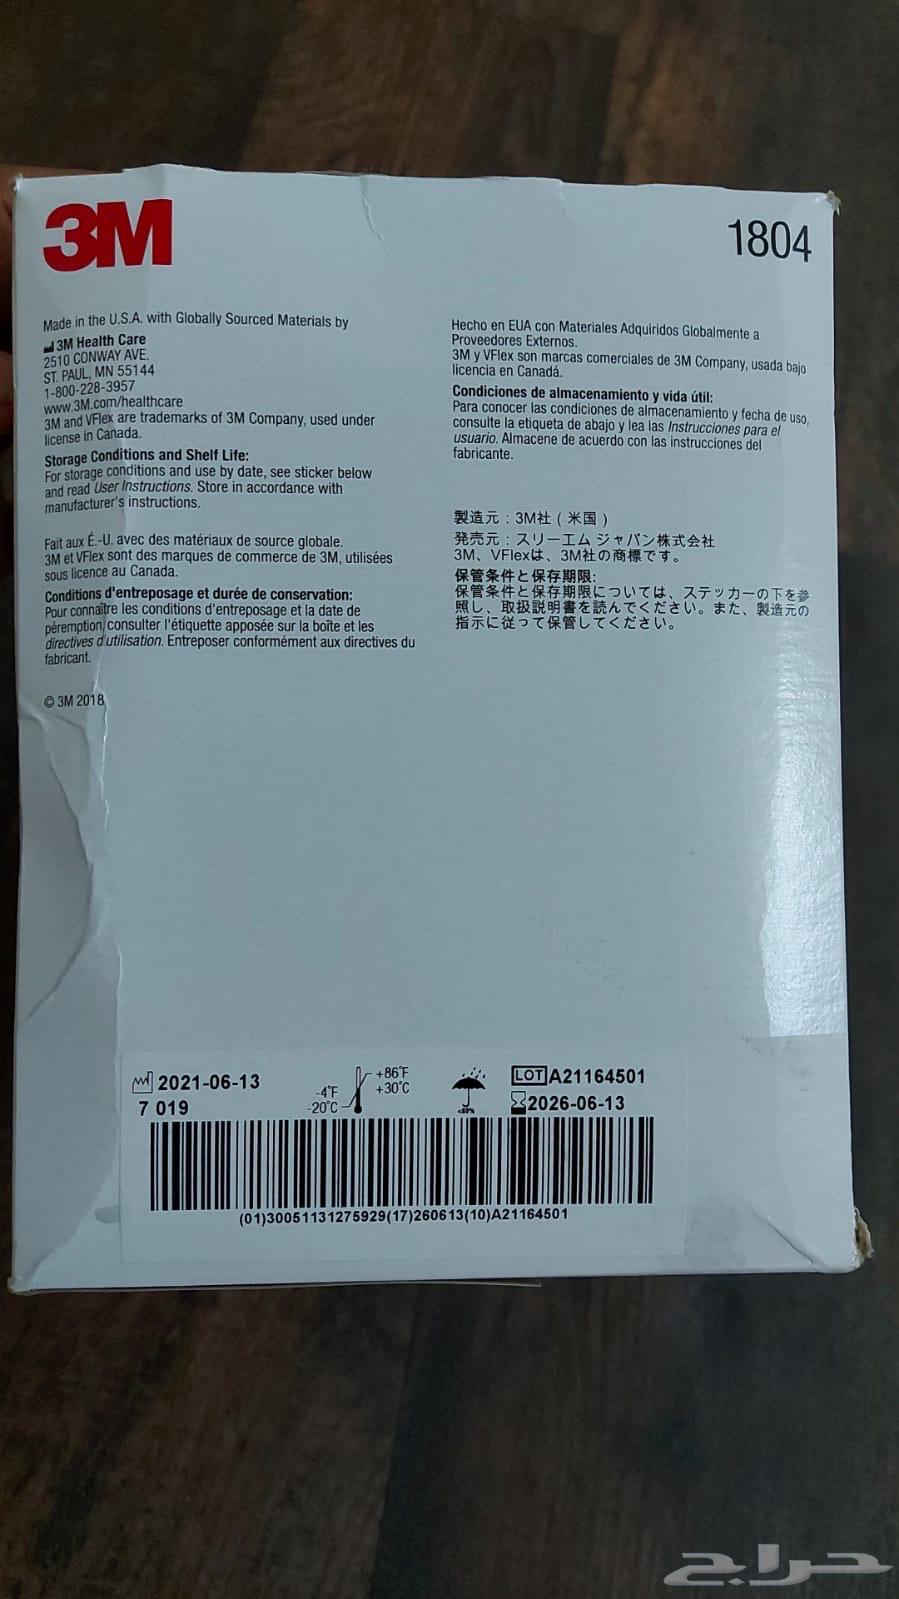 3M
1804
Made in the U.S.A. with Globally Sourced Materials by
3M Health Care
2510 CONWAY AVE.
ST. PAUL, MN 55144
1-800-228-3957
www.3M.com/healthcare
3M and VFlex are trademarks of 3M Company, used under
license in Canada.
Storage Conditions and Shelf Life:
For storage conditions and use by date, see sticker below
and read User Instructions. Store in accordance with
manufacturer's instructions.
Fait aux É.-U. avec des matériaux de source globale.
3M et VFlex sont des marques de commerce de 3M, utilisées
sous licence au Canada.
Conditions d'entreposage et durée de conservation:
Pour connaître les conditions d'entreposage et la date de
péremption, consulter l'étiquette apposée sur la boîte et les
directives d'utilisation. Entreposer conformément aux directives du
fabricant.
© 3M 2018
Hecho en EUA con Materiales Adquiridos Globalmente a
Proveedores Externos.
3M y VFlex son marcas comerciales de 3M Company, usada bajo
licencia en Canadá.
Condiciones de almacenamiento y vida útil:
Para conocer las condiciones de almacenamiento y fecha de uso,
consulte la etiqueta de abajo y lea las Instrucciones para el
usuario. Almacene de acuerdo con las instrucciones del
fabricante.
製造元：3M社（米国）
発売元：スリーエム ジャパン株式会社
3M、VFlexは、3M社の商標です。
保管条件と保存期限:
保管条件と保存期限については、ステッカーの下を参
照し、取扱説明書を読んでください。また、製造元の
指示に従って保管してください。
2021-06-13
7 019
-4°F
-20°C
+86°F
+30°C
<80%
LOT A21164501
2026-06-13
(01)30051131275929(17)260613(10)A21164501
حراج